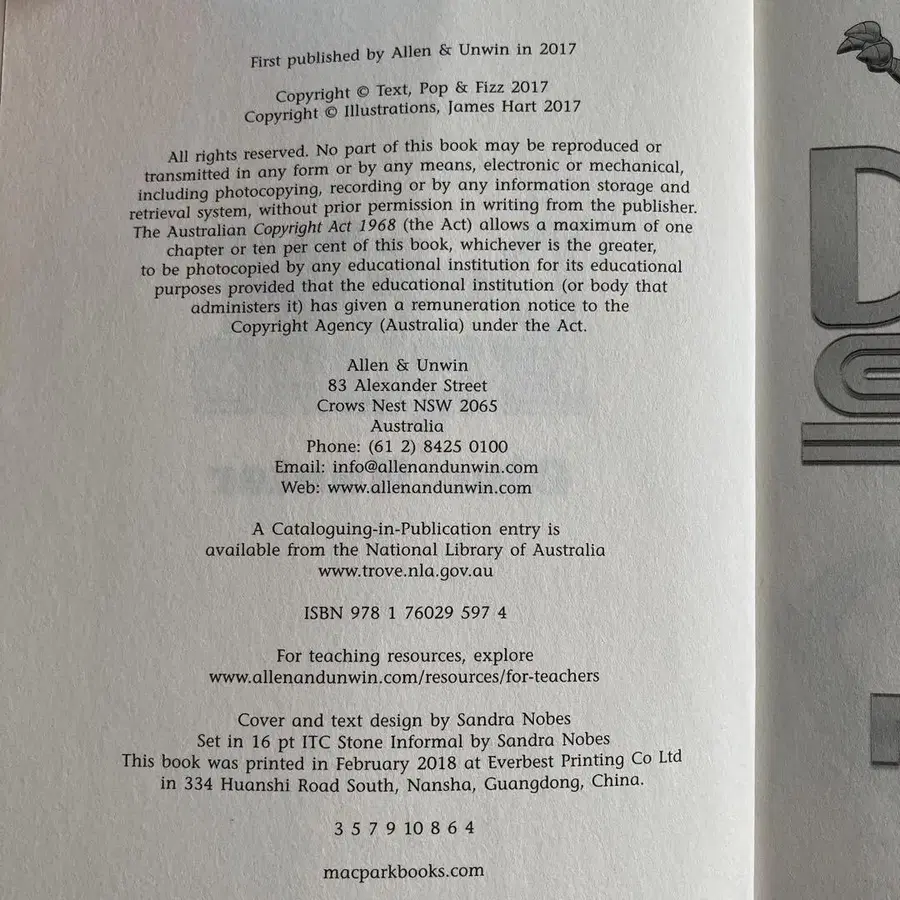 First published by Allen & Unwin in 2017
Copyright © Text, Pop & Fizz 2017
Copyright © Illustrations, James Hart 2017
All rights reserved. No part of this book may be reproduced or
transmitted in any form or by any means, electronic or mechanical,
including photocopying, recording or by any information storage and
retrieval system, without prior permission in writing from the publisher.
The Australian Copyright Act 1968 (the Act) allows a maximum of one
chapter or ten per cent of this book, whichever is the greater,
to be photocopied by any educational institution for its educational
purposes provided that the educational institution (or body that
administers it) has given a remuneration notice to the
Copyright Agency (Australia) under the Act.
Allen & Unwin
83 Alexander Street
Crows Nest NSW 2065
Australia
Phone: (61 2) 8425 0100
Email: info@allenandunwin.com
Web: www.allenandunwin.com
A Cataloguing-in-Publication entry is
available from the National Library of Australia
www.trove.nla.gov.au
ISBN 978 1 76029 597 4
For teaching resources, explore
www.allenandunwin.com/resources/for-teachers
Cover and text design by Sandra Nobes
Set in 16 pt ITC Stone Informal by Sandra Nobes
This book was printed in February 2018 at Everbest Printing Co Ltd
in 334 Huanshi Road South, Nansha, Guangdong, China.
3 5 7 9 10 8 6 4
macparkbooks.com